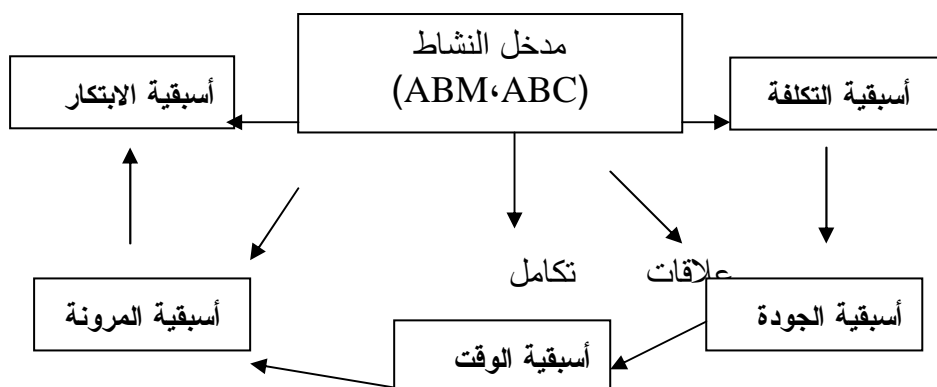 مدخل النشاط
(ABM،ABC)
أسبقية التكلفة
أسبقية الابتكار
علاقات تكامل
أسبقية الجودة
أسبقية المرونة
أسبقية الوقت